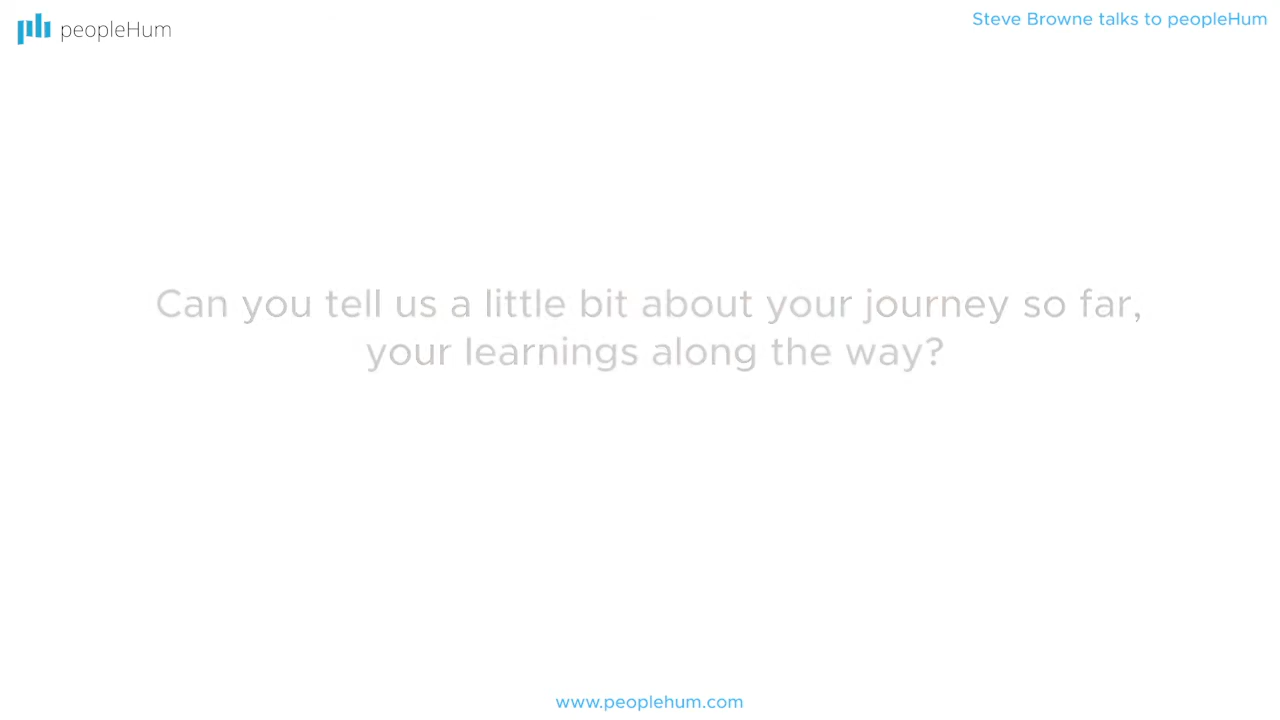 peopleHum
Steve Browne talks to peopleHum
Can you tell us a little bit about your journey so far,
your learnings along the way?
www.peoplehum.com